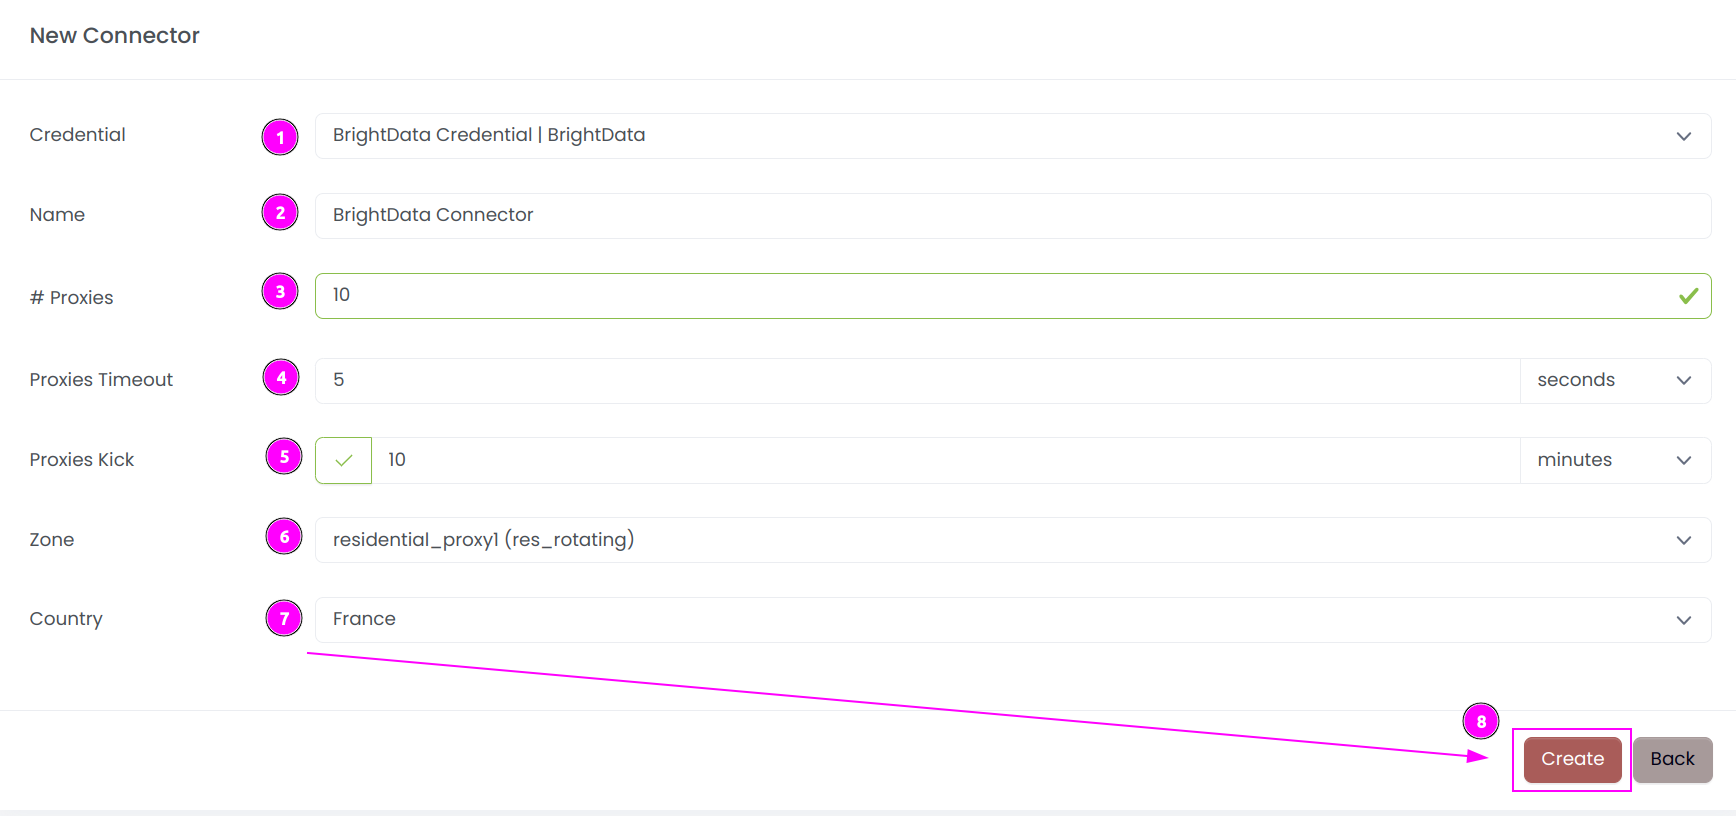 New Connector
Credential 1 BrightData Credential | BrightData
Name 2 BrightData Connector
# Proxies 3 10
Proxies Timeout 4 5 seconds
Proxies Kick 5 10 minutes
Zone 6 residential_proxy1 (res_rotating)
Country 7 France
8
Create Back